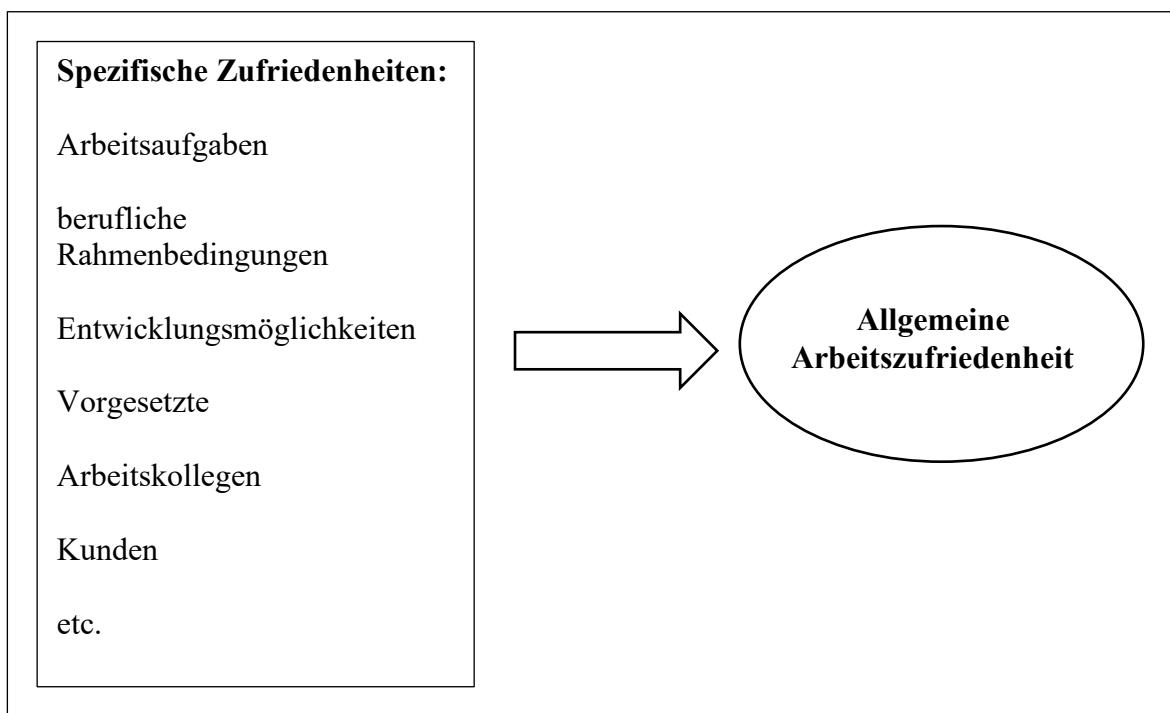 Spezifische Zufriedenheiten:
Arbeitsaufgaben
berufliche
Rahmenbedingungen
Entwicklungsmöglichkeiten
Vorgesetzte
Arbeitskollegen
Kunden
etc.
Allgemeine
Arbeitszufriedenheit